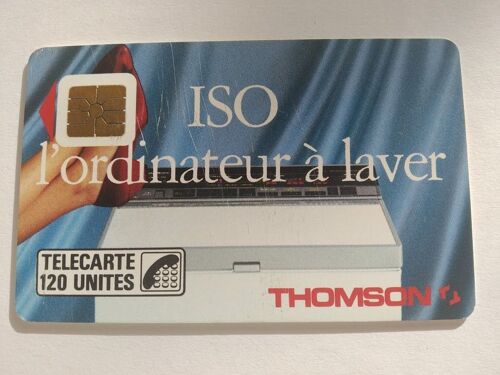 ISO
l'ordinateur à laver
TELECARTE
120 UNITES
THOMSON